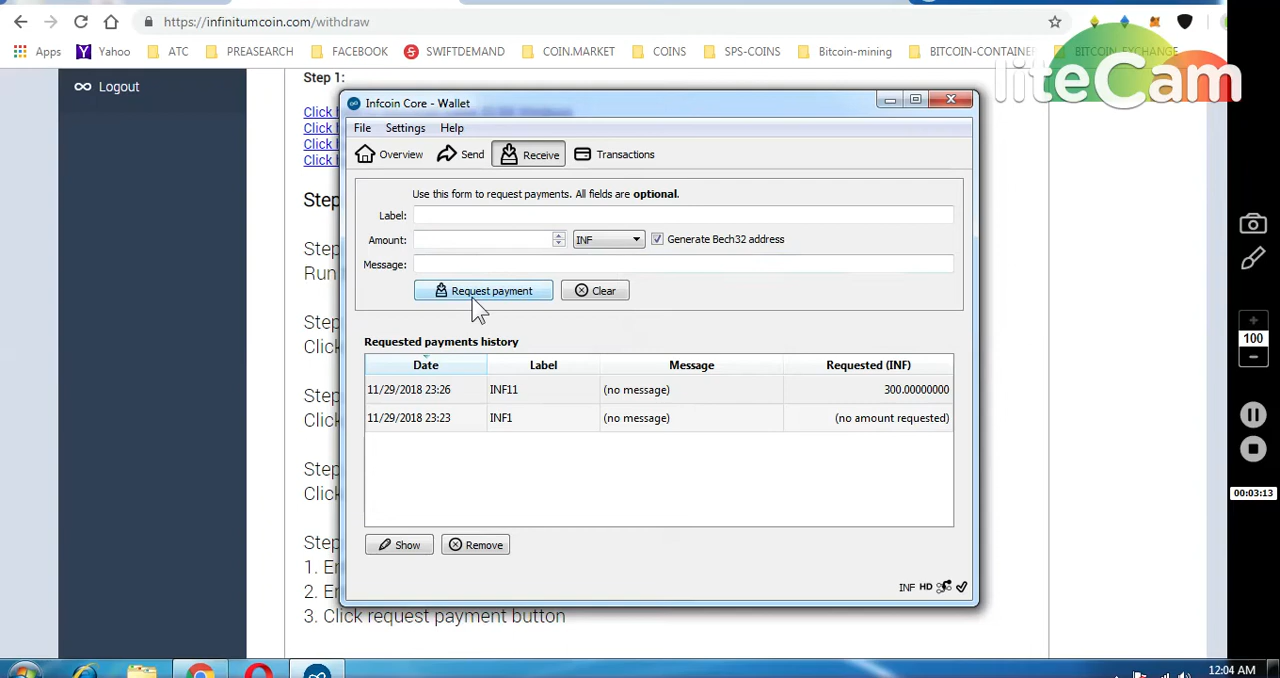 https://infinitumcoin.com/withdraw
Apps Yahoo ATC PREASEARCH FACEBOOK SWIFTDEMAND COIN.MARKET COINS SPS-COINS Bitcoin-mining BITCOIN-CONTAINE BITCOIN_EXCHANGE
liteCam
Logout
Step 1:
Click
Click
Click
Click
Infcoin Core - Wallet
File Settings Help
Overview Send Receive Transactions
Use this form to request payments. All fields are optional.
Label:
Amount: INF Generate Bech32 address
Message:
Request payment Clear
Requested payments history
Date Label Message Requested (INF)
11/29/2018 23:26 INF11 (no message) 300.00000000
11/29/2018 23:23 INF1 (no message) (no amount requested)
Show Remove
INF HD
Step
Step
Run
Step
Click
Step
Click
Step
Click
Step
1. En
2. En
3. Click request payment button
100
00:03:13
12:04 AM